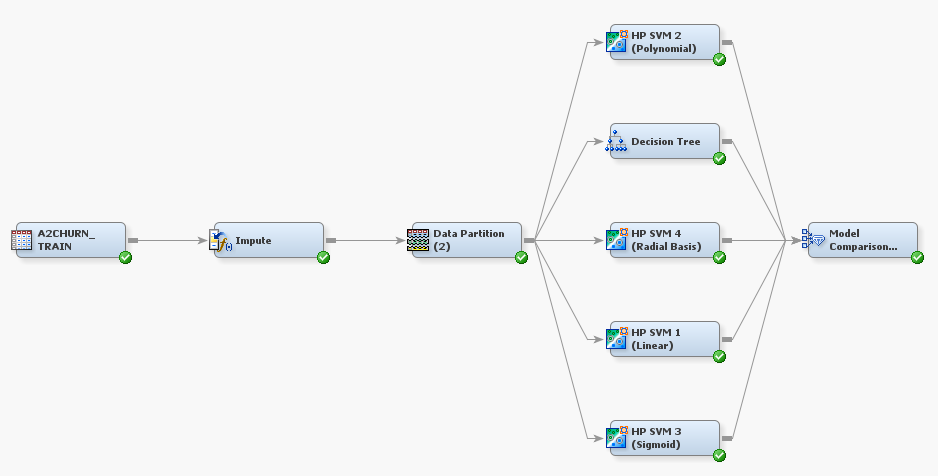 HP SVM 2
(Polynomial)
Decision Tree
A2CHURN_
TRAIN
Impute
Data Partition
(2)
HP SVM 4
(Radial Basis)
Model
Comparison...
HP SVM 1
(Linear)
HP SVM 3
(Sigmoid)